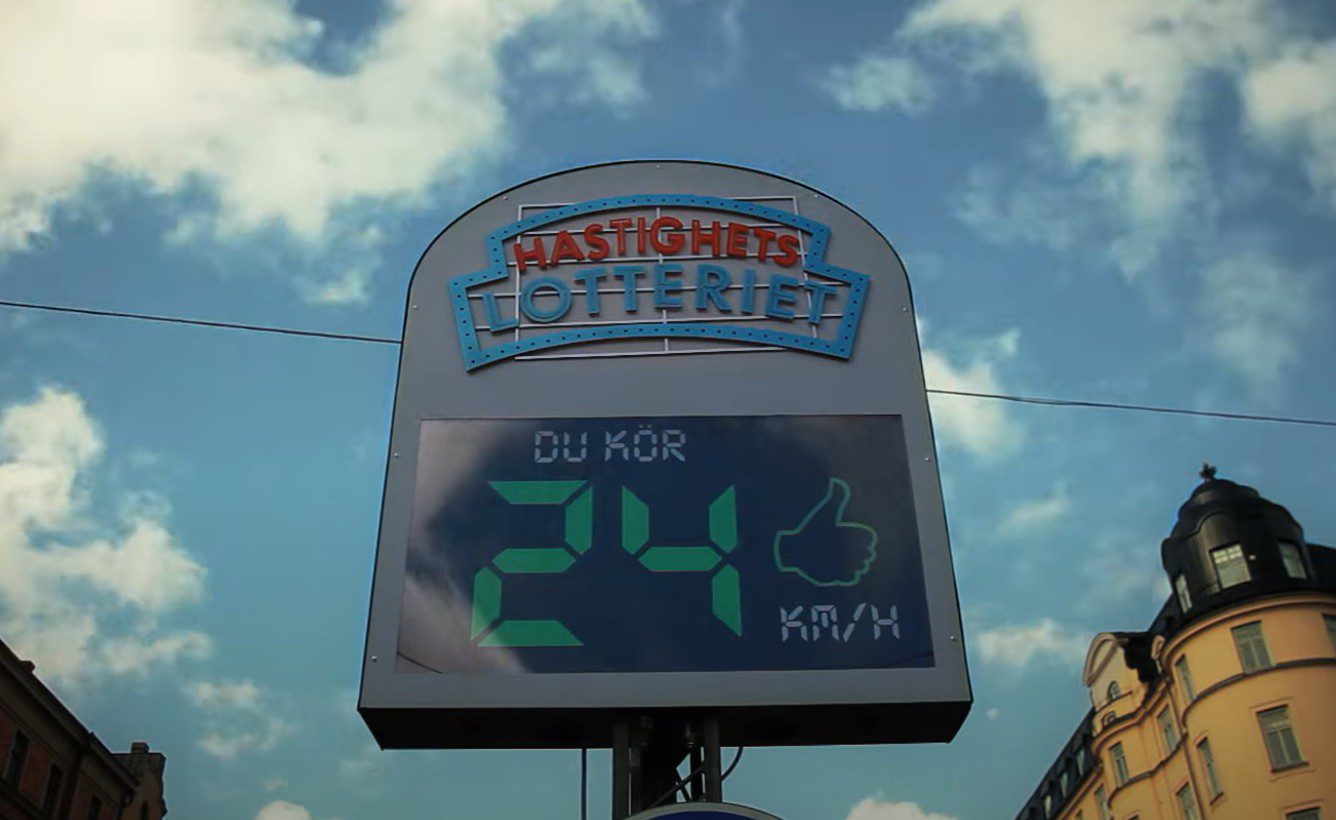 HASTIGHETS
LOTTERIET
DU KÖR
24
KM/H